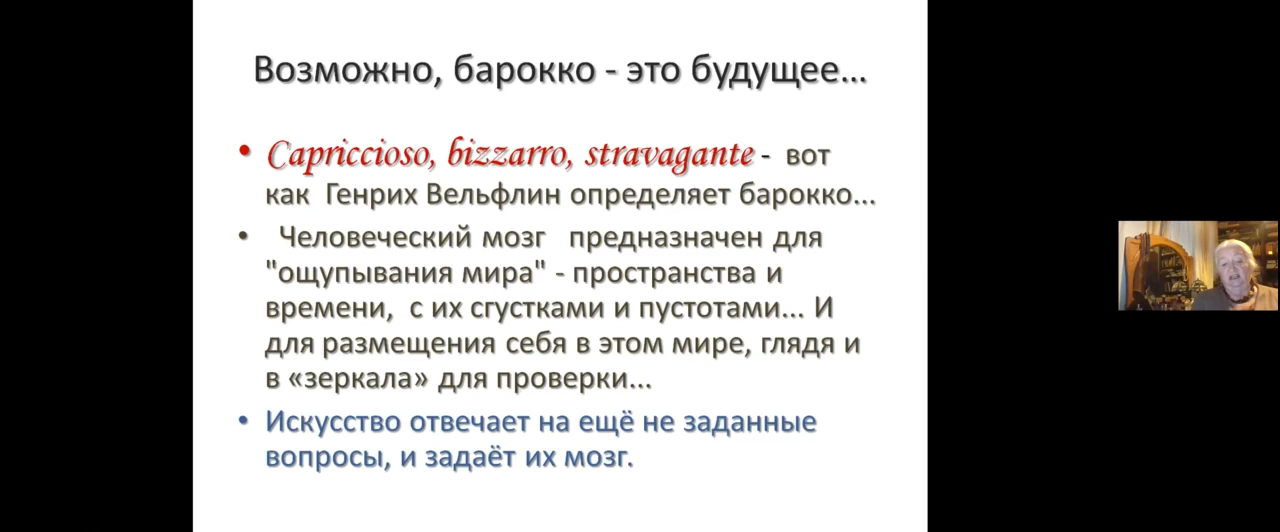 Возможно, барокко - это будущее...
• Capriccioso, bizzarro, stravagante - вот
как Генрих Вельфлин определяет барокко...
• Человеческий мозг предназначен для
"ощупывания мира" - пространства и
времени, с их сгустками и пустотами... И
для размещения себя в этом мире, глядя и
в «зеркала» для проверки...
• Искусство отвечает на ещё не заданные
вопросы, и задаёт их мозг.